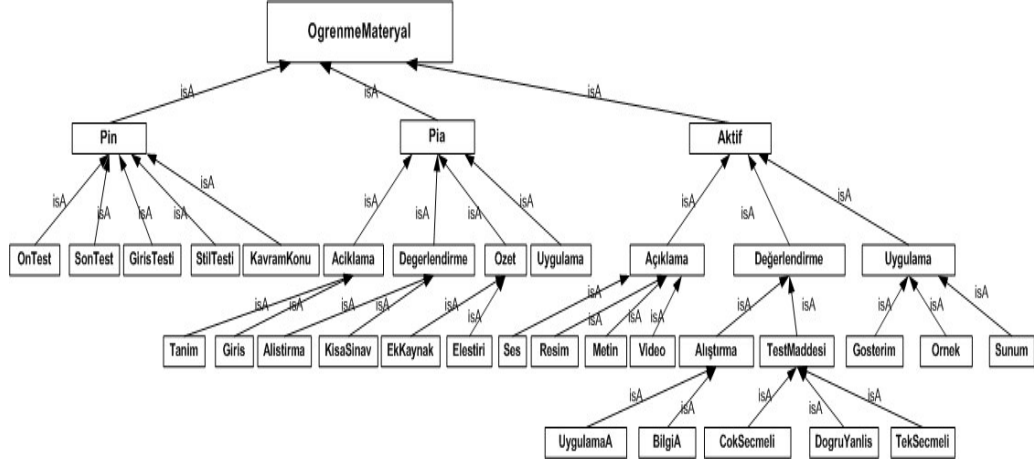 OgrenmeMateryal
isA isA isA
Pin Pia Aktif
isA isA isA isA isA isA isA isA isA isA isA isA
OnTest SonTest GirisTesti StilTesti KavramKonu Aciklama Degerlendirme Ozet Uygulama Açıklama Değerlendirme Uygulama
isA isA isA isA isA isA isA isA isA isA isA isA isA isA isA
Tanim Giris Alistirma KisaSinav EkKaynak Elestiri Ses Resim Metin Video Alıştırma TestMaddesi Gosterim Ornek Sunum
isA isA isA isA isA
UygulamaA BilgiA CokSecmeli DogruYanlis TekSecmeli